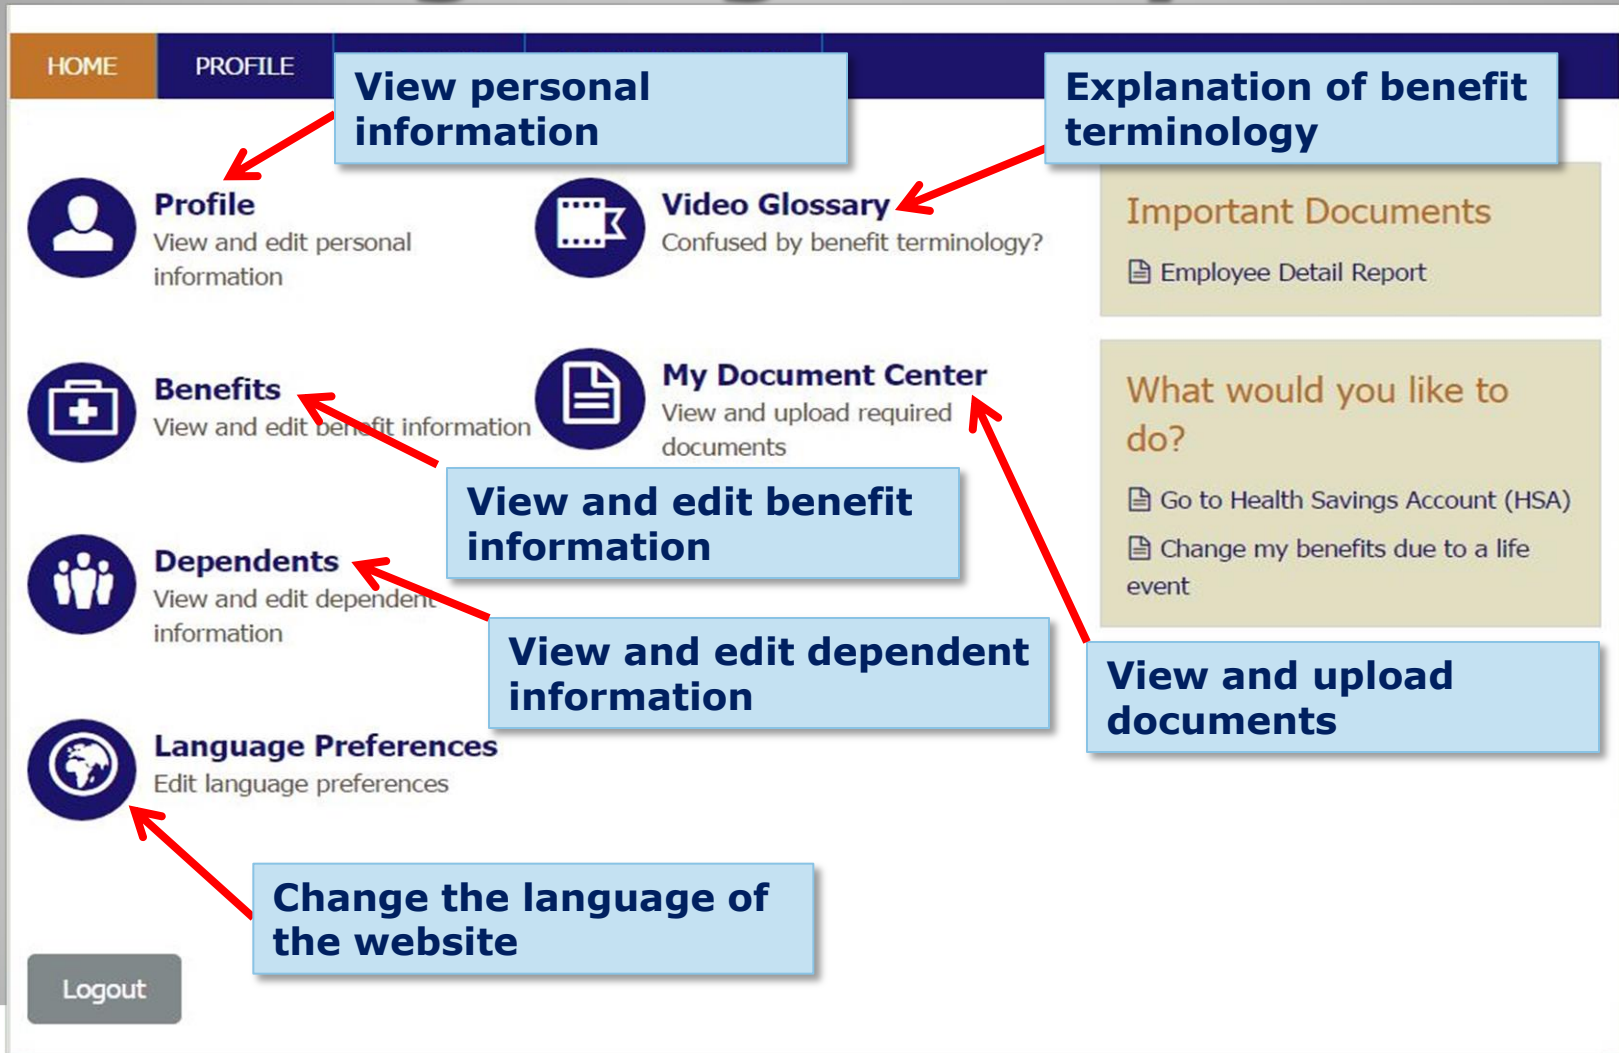 HOME
PROFILE
View personal
information
Explanation of benefit
terminology
Profile
View and edit personal
information
Video Glossary
Confused by benefit terminology?
Important Documents
Employee Detail Report
Benefits
View and edit benefit information
My Document Center
View and upload required
documents
What would you like to
do?
Go to Health Savings Account (HSA)
Change my benefits due to a life
event
View and edit benefit
information
Dependents
View and edit dependent
information
View and edit dependent
information
View and upload
documents
Language Preferences
Edit language preferences
Change the language of
the website
Logout